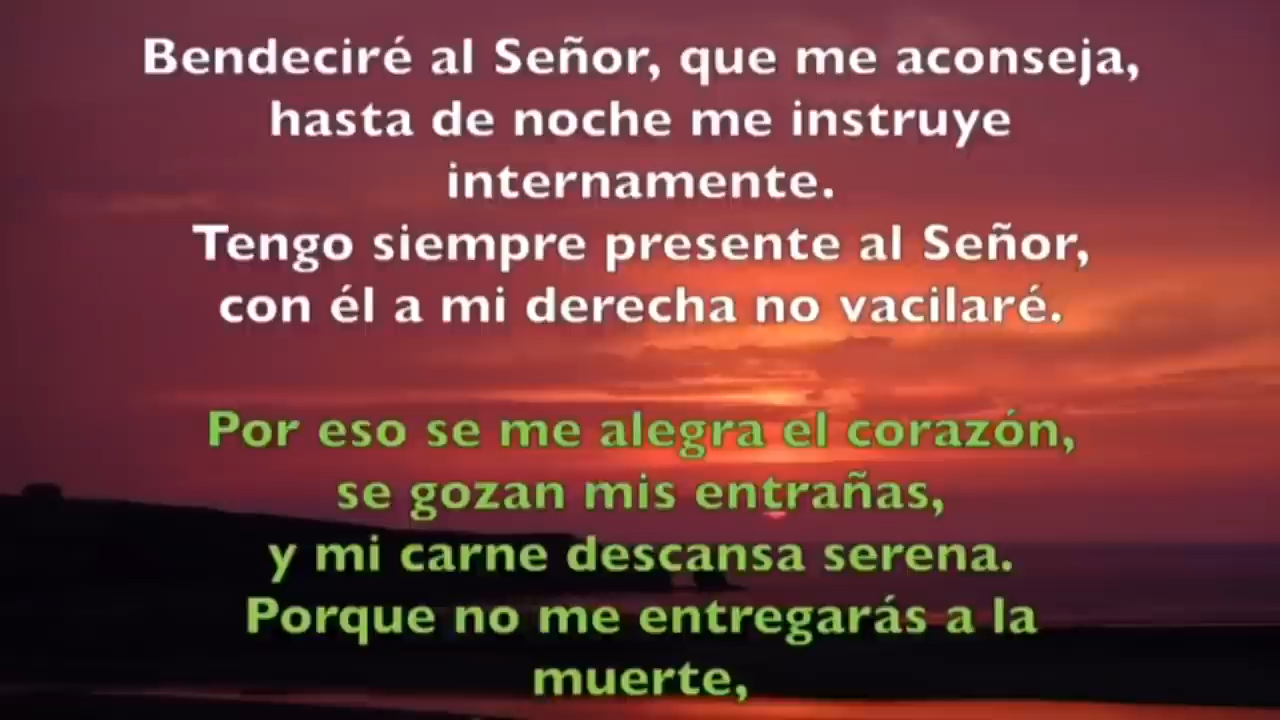 Bendeciré al Señor, que me aconseja,
hasta de noche me instruye
internamente.
Tengo siempre presente al Señor,
con él a mi derecha no vacilaré.
Por eso se me alegra el corazón,
se gozan mis entrañas,
y mi carne descansa serena.
Porque no me entregarás a la
muerte,